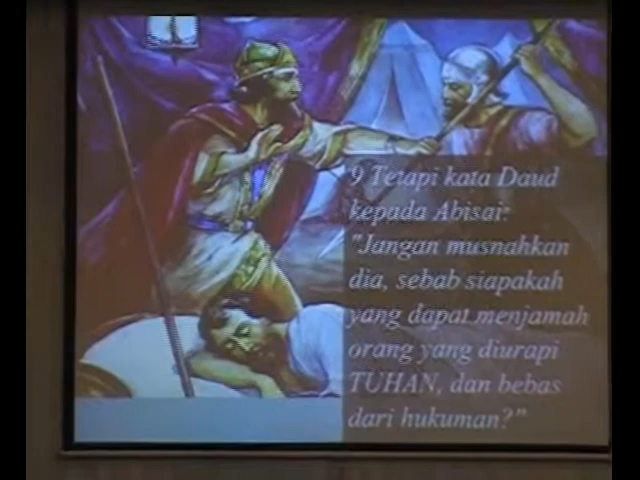 9 Tetapi kata Daud
kepada Abisai:
"Jangan musnahkan
dia, sebab siapakah
yang dapat menjamah
orang yang diurapi
TUHAN, dan bebas
dari hukuman?"